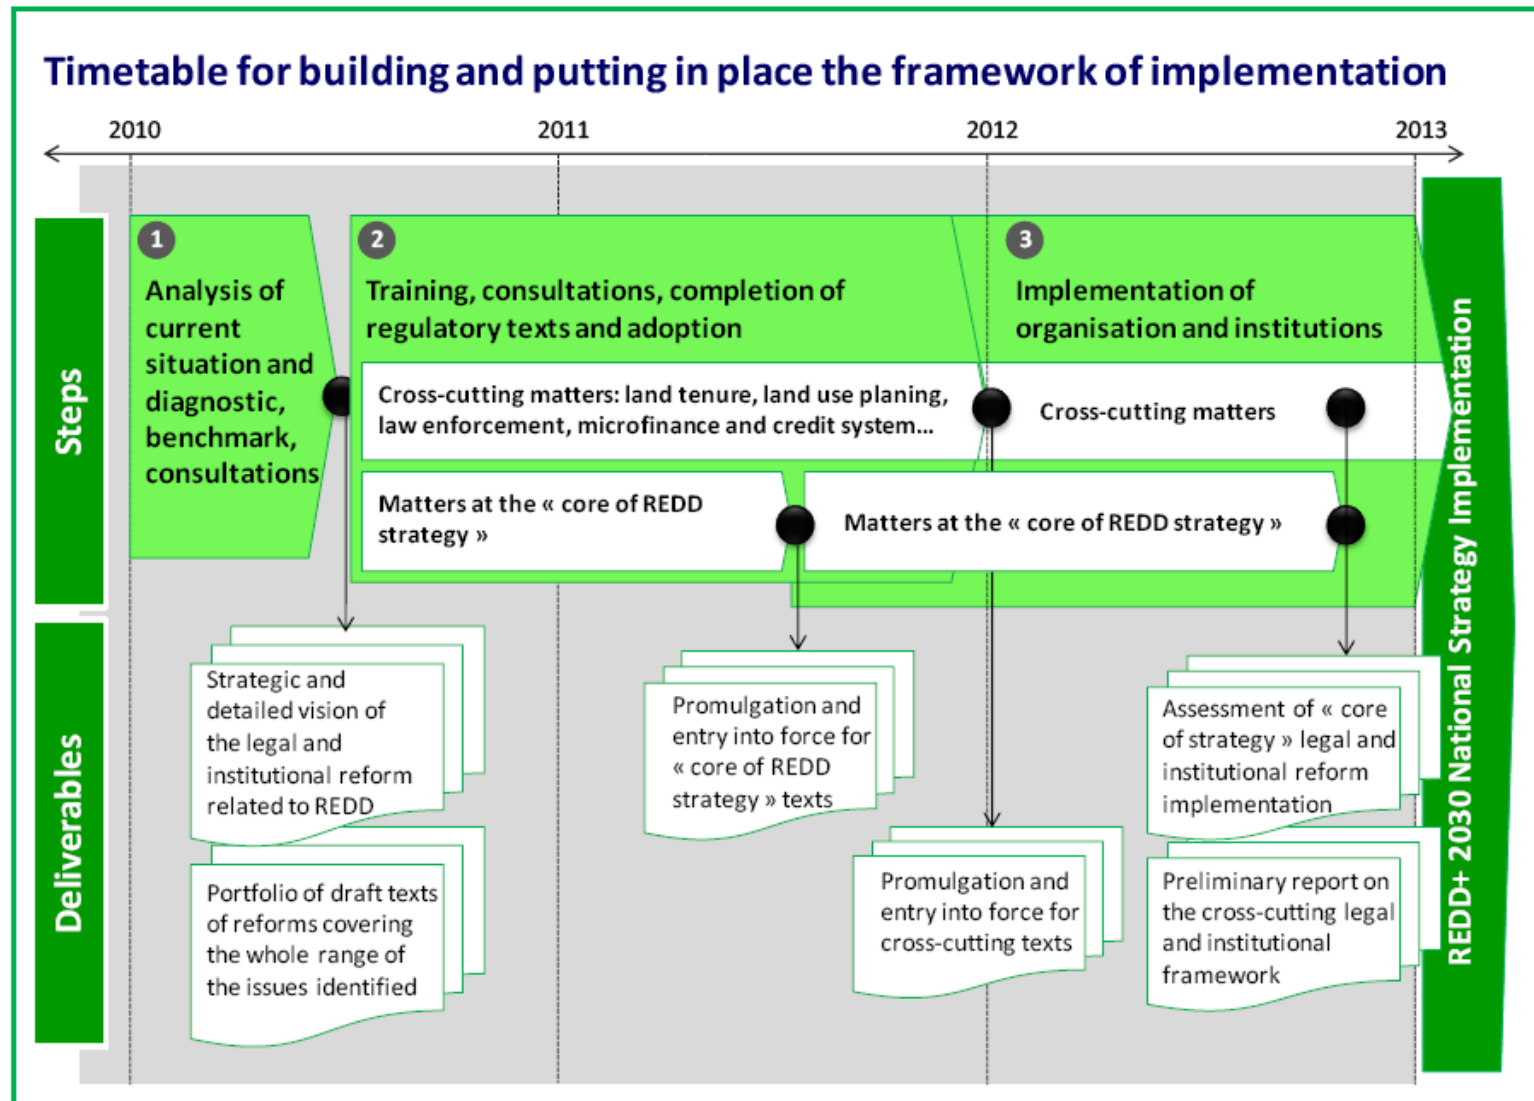 Timetable for building and putting in place the framework of implementation
2010
2011
2012
2013
Steps
1
Analysis of
current
situation and
diagnostic,
benchmark,
consultations
2
Training, consultations, completion of
regulatory texts and adoption
3
Implementation of
organisation and institutions
Cross-cutting matters: land tenure, land use planing,
law enforcement, microfinance and credit system...
Cross-cutting matters
Matters at the « core of REDD
strategy »
Matters at the « core of REDD strategy »
Deliverables
Strategic and
detailed vision of
the legal and
institutional reform
related to REDD
Portfolio of draft texts
of reforms covering
the whole range of
the issues identified
Promulgation and
entry into force for
« core of REDD
strategy » texts
Promulgation and
entry into force for
cross-cutting texts
Assessment of « core
of strategy » legal and
institutional reform
implementation
Preliminary report on
the cross-cutting legal
and institutional
framework
REDD+ 2030 National Strategy Implementation